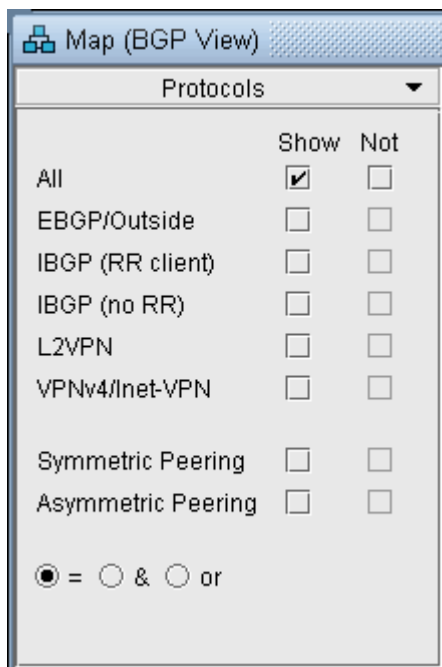 Map (BGP View)
Protocols
Show Not
All
EBGP/Outside
IBGP (RR client)
IBGP (no RR)
L2VPN
VPNv4/Inet-VPN
Symmetric Peering
Asymmetric Peering
= & or